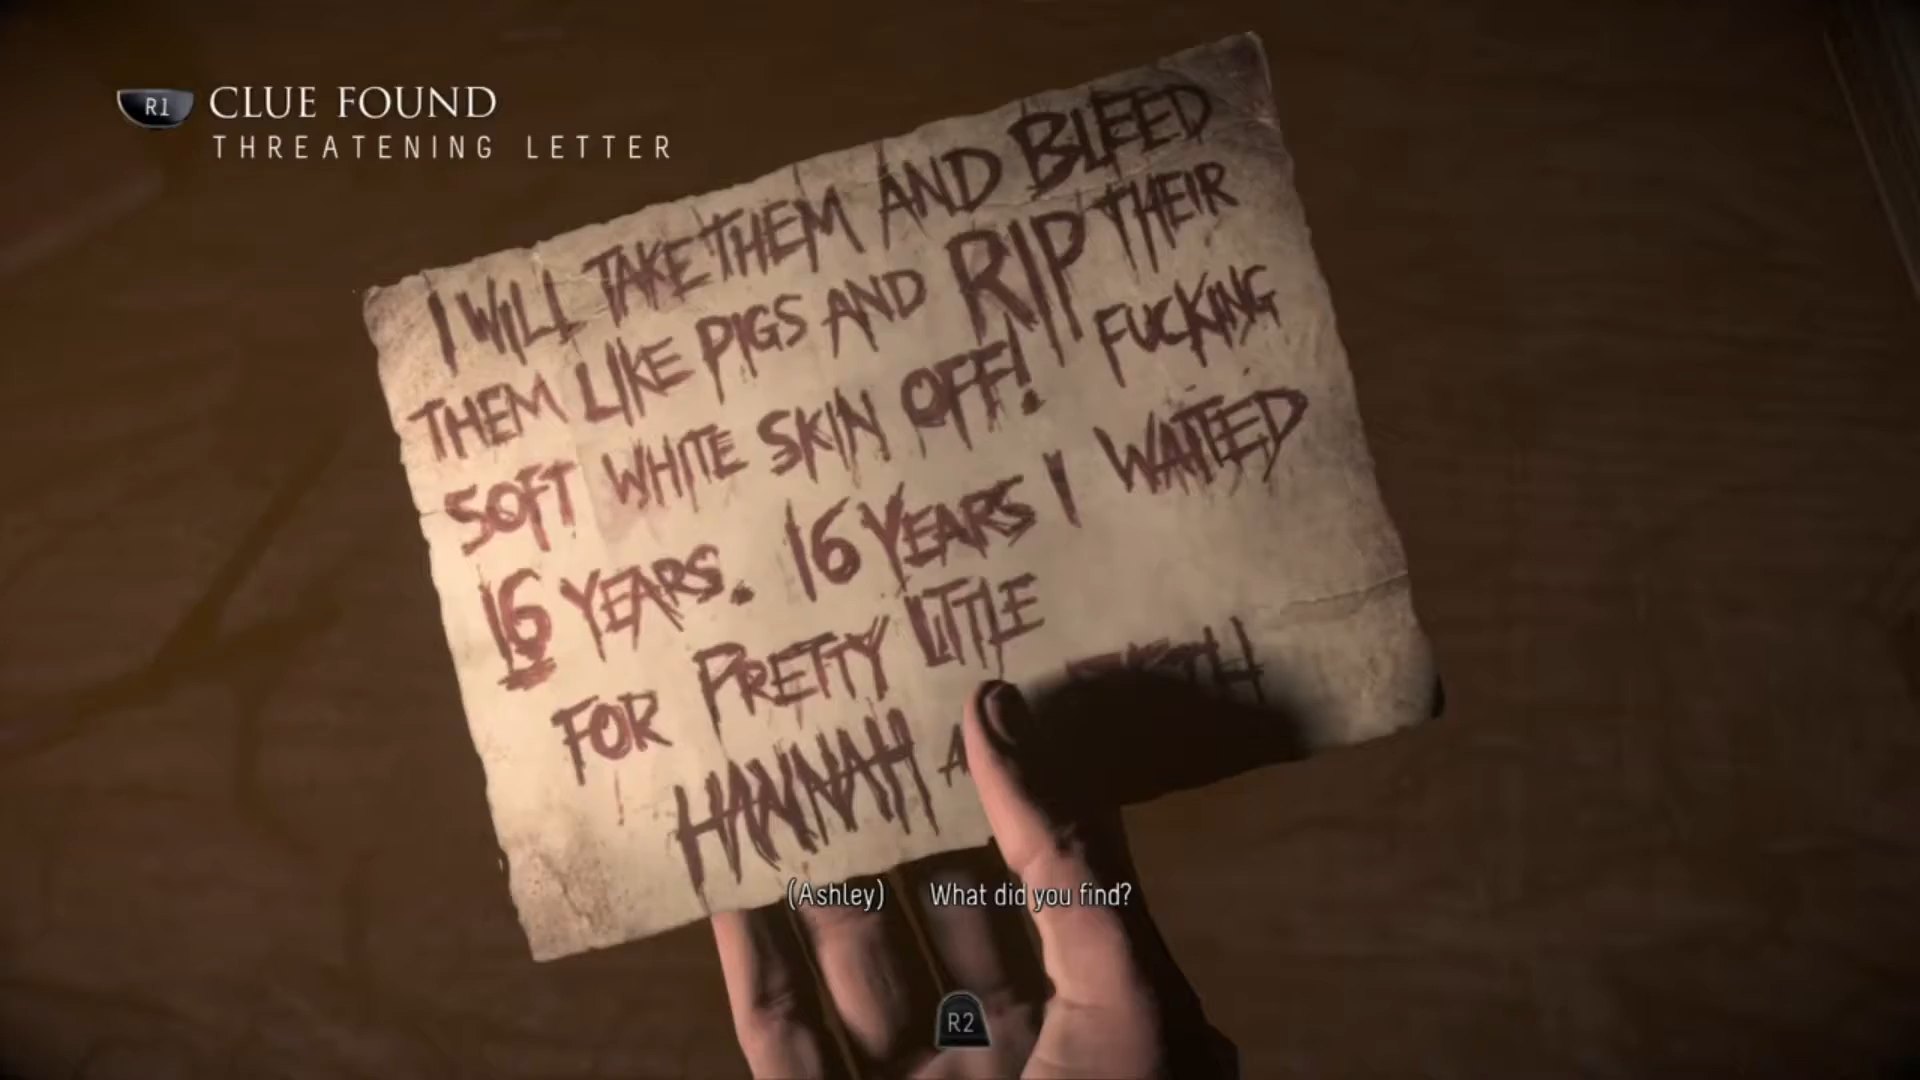 R1 CLUE FOUND
THREATENING LETTER
I WILL TAKE THEM AND BLEED
THEM LIKE PIGS AND RIP THEIR
SOFT WHITE SKIN OFF! FUCKING
16 YEARS. 16 YEARS I WAITED
FOR PRETTY LITTLE
HANNAH
(Ashley) What did you find?
R2